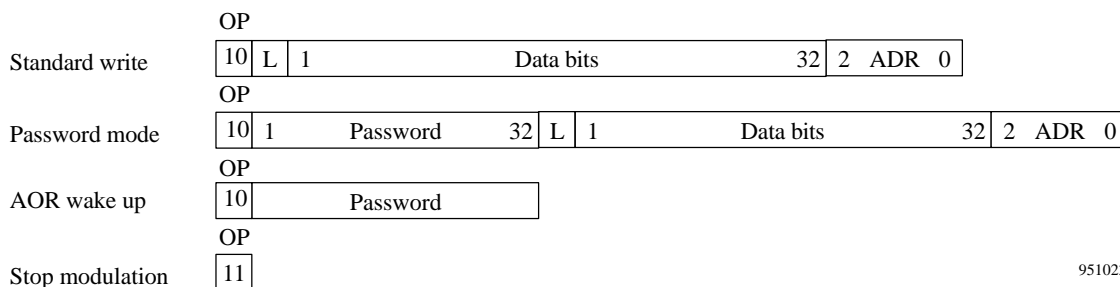 OP
Standard write 10 L 1 Data bits 32 2 ADR 0
OP
Password mode 10 1 Password 32 L 1 Data bits 32 2 ADR 0
OP
AOR wake up 10 Password
OP
Stop modulation 11